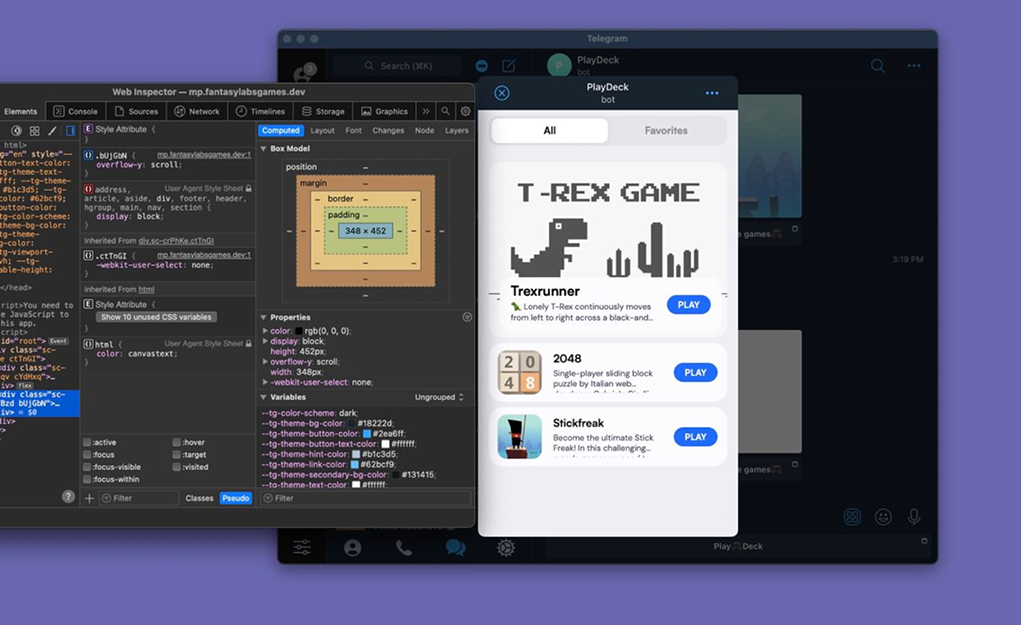 Telegram
3
Search (⌘K)
P
PlayDeck
bot
3:19 PM
Play🎮Deck
Web Inspector — mp.fantasylabsgames.dev
Elements
Console
Sources
Network
Timelines
Storage
Graphics
»
html>
"en" style="--
button-text-color:
tg-theme-text-
fff; --tg-theme-
#b1c3d5; --tg-
color: #62bcf9;
tg-color-scheme:
theme-bg-color:
-tg-theme-
g-color:
tg-viewport-
vh; --tg-
able-height:
</head>
ript>You need to
e JavaScript to
his app.
cript>
id="root"> Event
v class="sc-
e ctTnGI">
iv class="sc-
qv cYdHxq">…
iv> flex
<div class="sc-
Bzd bUjGbN">…
iv> = $0
div>
E Style Attribute {
}
.bUjGbN {
mp.fantasylabsgames.dev:1
overflow-y: scroll;
}
address,
User Agent Style Sheet
article, aside, div, footer, header,
hgroup, main, nav, section {
display: block;
}
Inherited From div.sc-crPhKe.ctTnGI
.ctTnGI {
mp.fantasylabsgames.dev:1
-webkit-user-select: none;
}
Inherited From html
E Style Attribute {
Show 10 unused CSS variables
}
html {
User Agent Style Sheet
color: canvastext;
}
:active
:hover
:focus
:target
:focus-visible
:visited
:focus-within
?
+
Filter
Classes
Pseudo
Computed
Layout
Font
Changes
Node
Layers
Box Model
position
margin
border
padding
348 × 452
Properties
color: rgb(0, 0, 0);
display: block;
height: 452px;
overflow-y: scroll;
width: 348px;
-webkit-user-select: none;
Variables
Ungrouped
--tg-color-scheme: dark;
--tg-theme-bg-color: #18222d;
--tg-theme-button-color: #2ea6ff;
--tg-theme-button-text-color: #ffffff;
--tg-theme-hint-color: #b1c3d5;
--tg-theme-link-color: #62bcf9;
--tg-theme-secondary-bg-color: #131415;
--tg-theme-text-color: #ffffff;
Filter
PlayDeck
bot
All
Favorites
T-REX GAME
Trexrunner
🦖 Lonely T-Rex continuously moves
from left to right across a black-and…
PLAY
2048
2048
Single-player sliding block
puzzle by Italian web…
PLAY
Stickfreak
Become the ultimate Stick
Freak! In this challenging…
PLAY